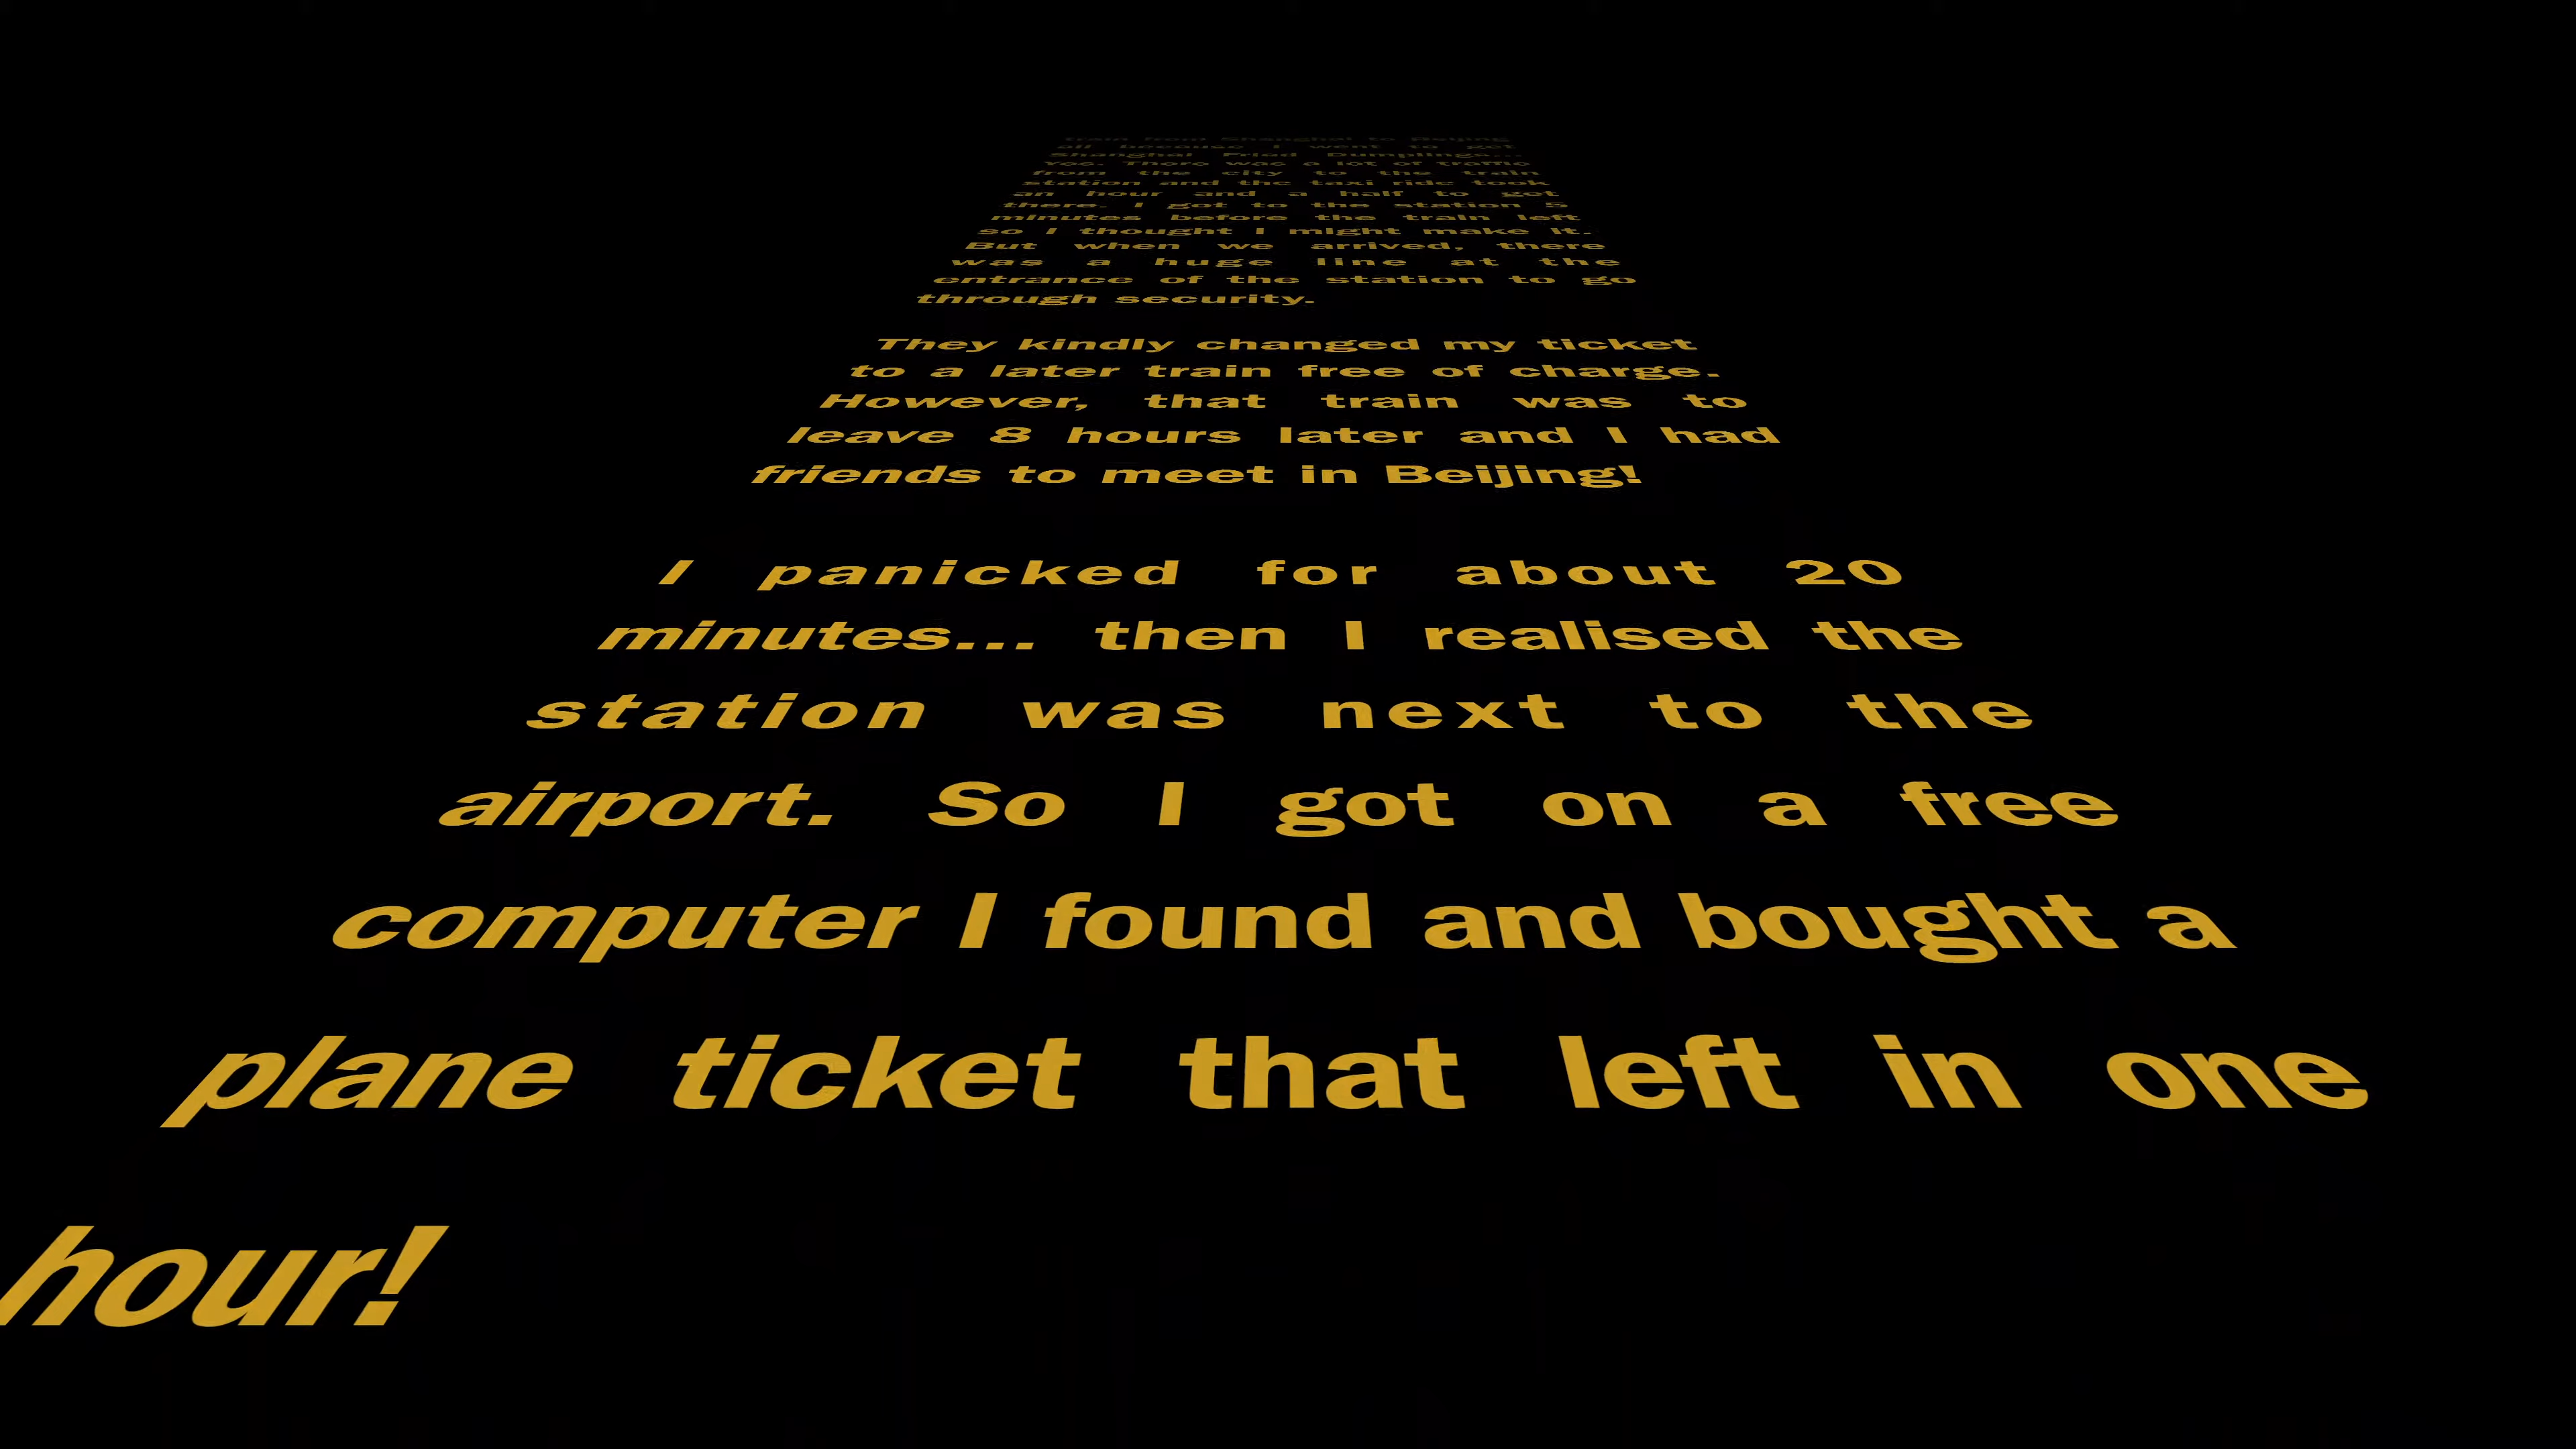 train from Shanghai to Beijing
all because I went to get
Shanghai Fried Dumplings...
Yes. There was a lot of traffic
from the city to the train
station and the taxi ride took
an hour and a half to get
there. I got to the station 5
minutes before the train left
so I thought I might make it.
But when we arrived, there
was a huge line at the
entrance of the station to go
through security.
They kindly changed my ticket
to a later train free of charge.
However, that train was to
leave 8 hours later and I had
friends to meet in Beijing!
I panicked for about 20
minutes... then I realised the
station was next to the
airport. So I got on a free
computer I found and bought a
plane ticket that left in one
hour!